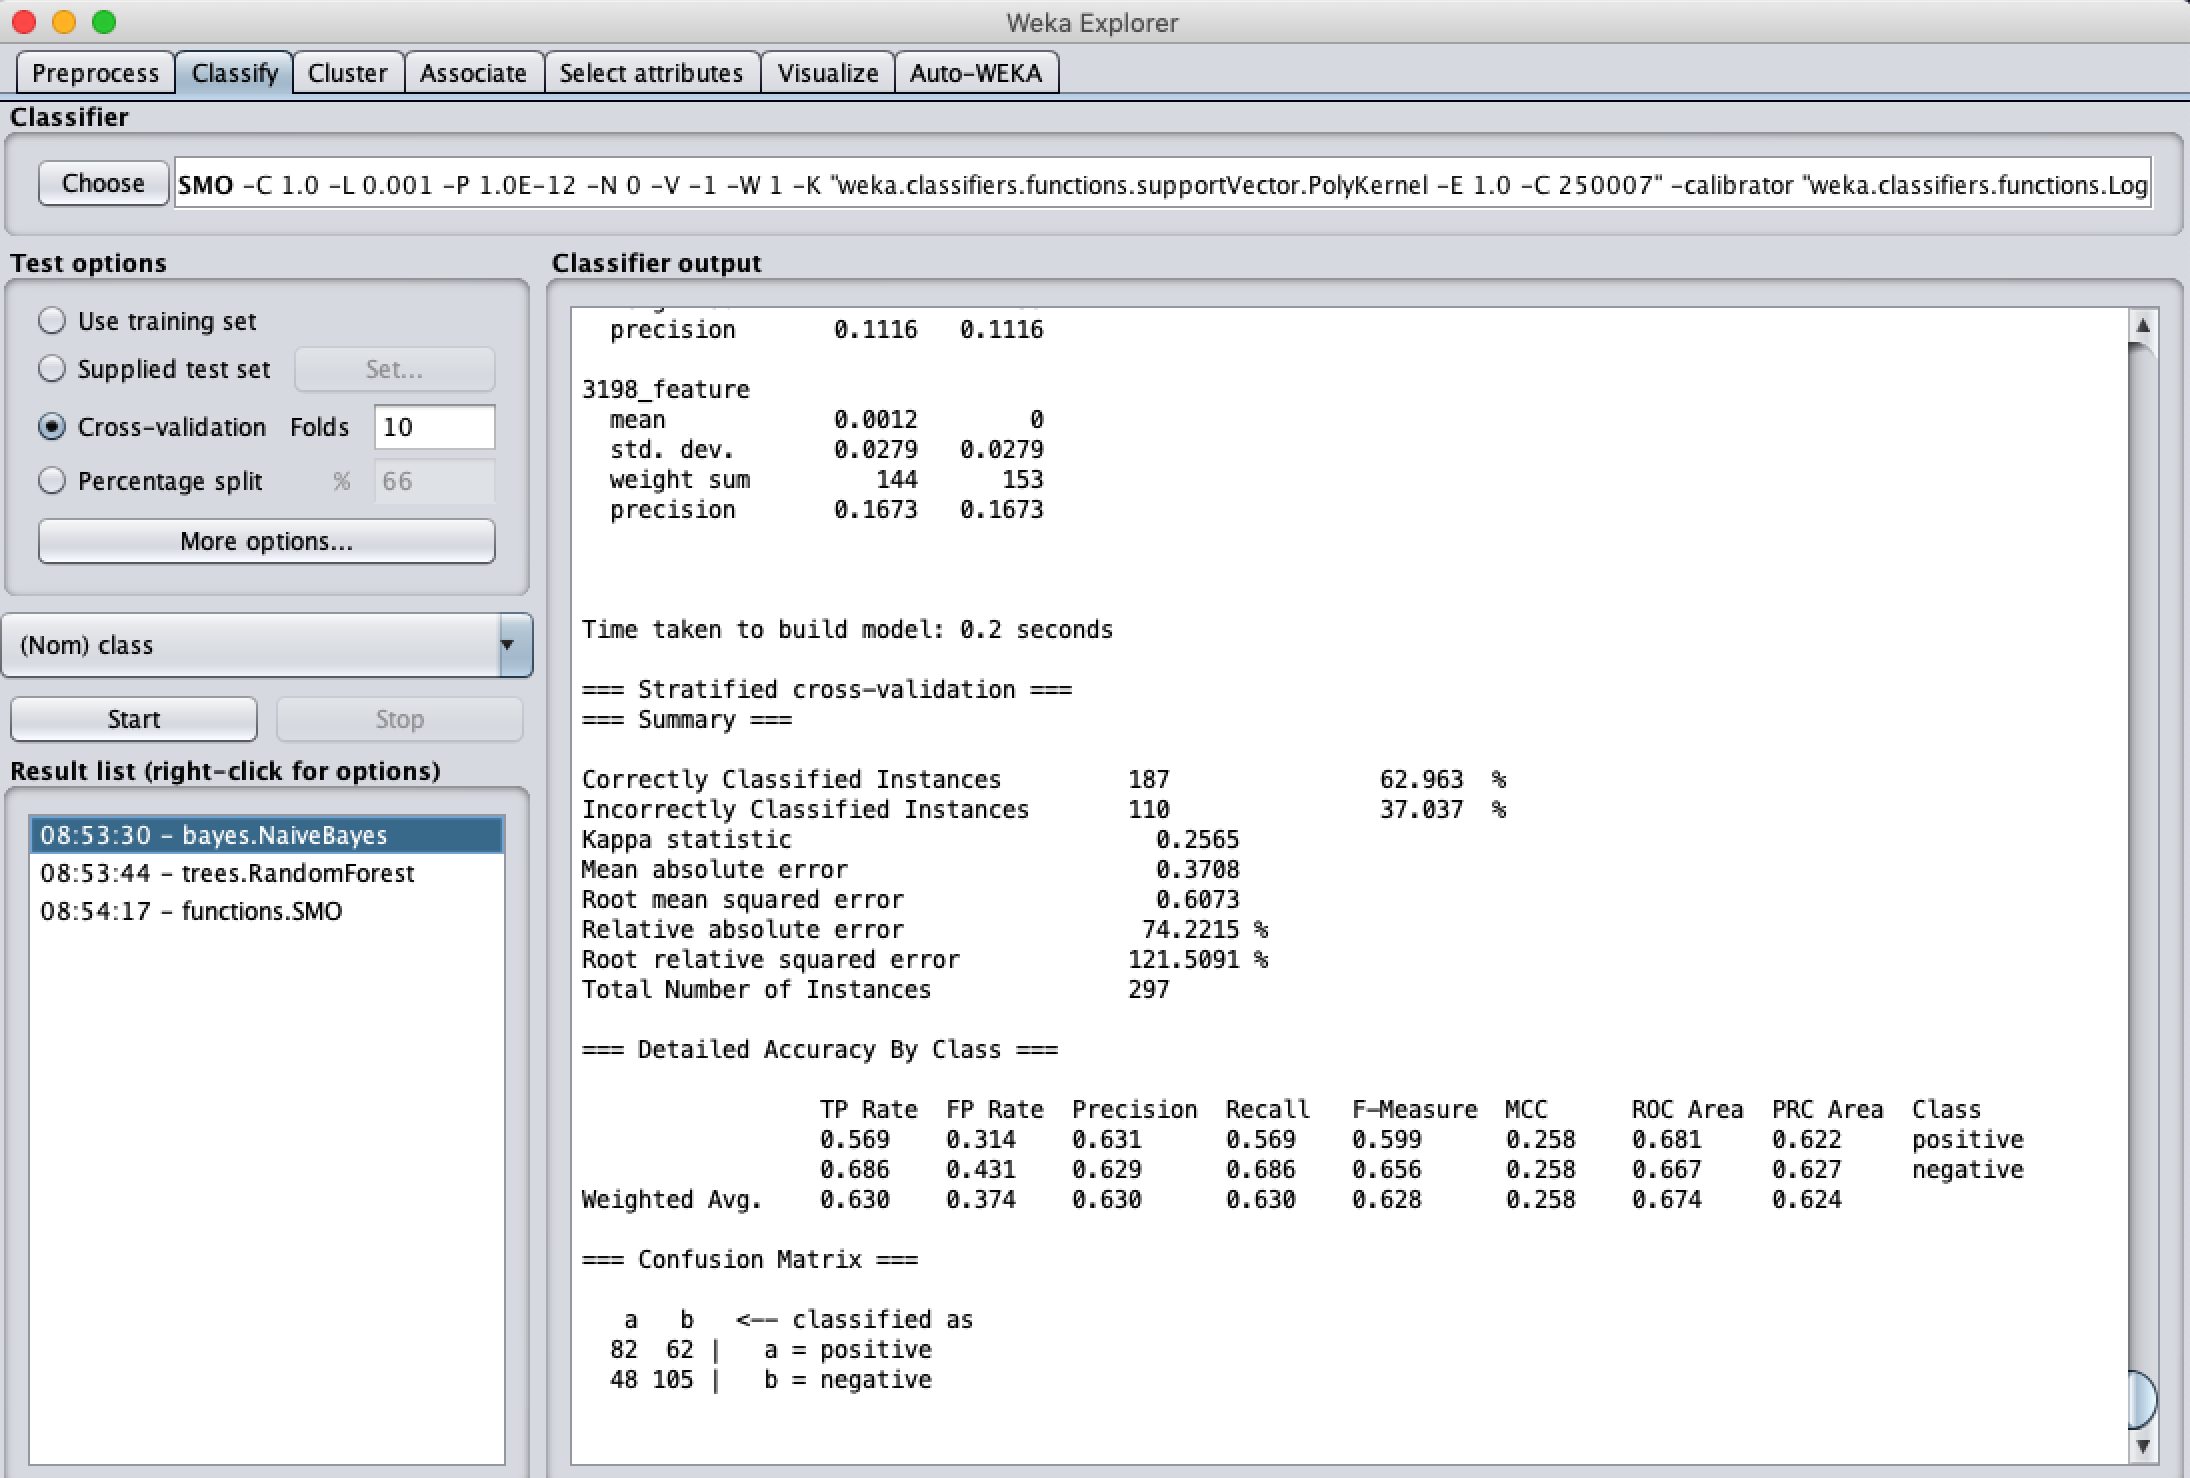 Weka Explorer
Preprocess Classify Cluster Associate Select attributes Visualize Auto-WEKA
Classifier
Choose SMO -C 1.0 -L 0.001 -P 1.0E-12 -N 0 -V -1 -W 1 -K "weka.classifiers.functions.supportVector.PolyKernel -E 1.0 -C 250007" -calibrator "weka.classifiers.functions.Log
Test options
Use training set
Supplied test set Set...
Cross-validation Folds 10
Percentage split % 66
More options...
(Nom) class
Start Stop
Result list (right-click for options)
08:53:30 - bayes.NaiveBayes
08:53:44 - trees.RandomForest
08:54:17 - functions.SMO
Classifier output
precision 0.1116 0.1116
3198_feature
mean 0.0012 0
std. dev. 0.0279 0.0279
weight sum 144 153
precision 0.1673 0.1673
Time taken to build model: 0.2 seconds
=== Stratified cross-validation ===
=== Summary ===
Correctly Classified Instances 187 62.963 %
Incorrectly Classified Instances 110 37.037 %
Kappa statistic 0.2565
Mean absolute error 0.3708
Root mean squared error 0.6073
Relative absolute error 74.2215 %
Root relative squared error 121.5091 %
Total Number of Instances 297
=== Detailed Accuracy By Class ===
TP Rate FP Rate Precision Recall F-Measure MCC ROC Area PRC Area Class
0.569 0.314 0.631 0.569 0.599 0.258 0.681 0.622 positive
0.686 0.431 0.629 0.686 0.656 0.258 0.667 0.627 negative
Weighted Avg. 0.630 0.374 0.630 0.630 0.628 0.258 0.674 0.624
=== Confusion Matrix ===
a b <-- classified as
82 62 | a = positive
48 105 | b = negative